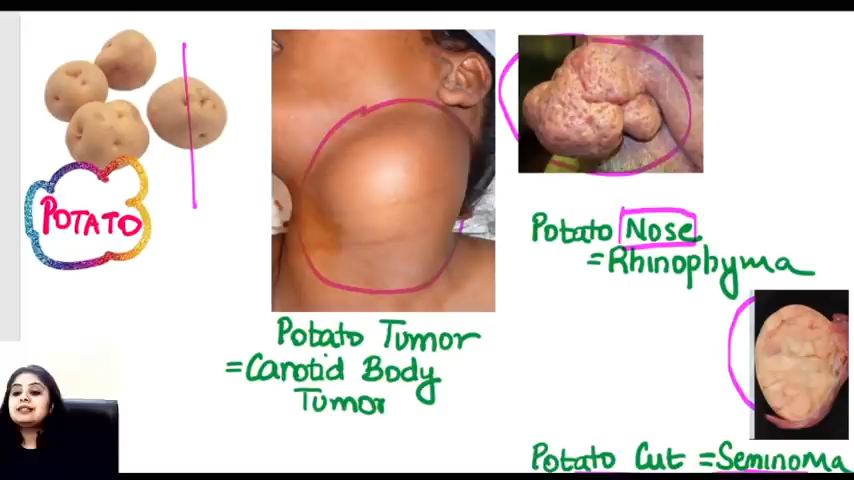 POTATO
Potato Tumor
=Carotid Body
Tumor
Potato Nose
=Rhinophyma
Potato Cut =Seminoma